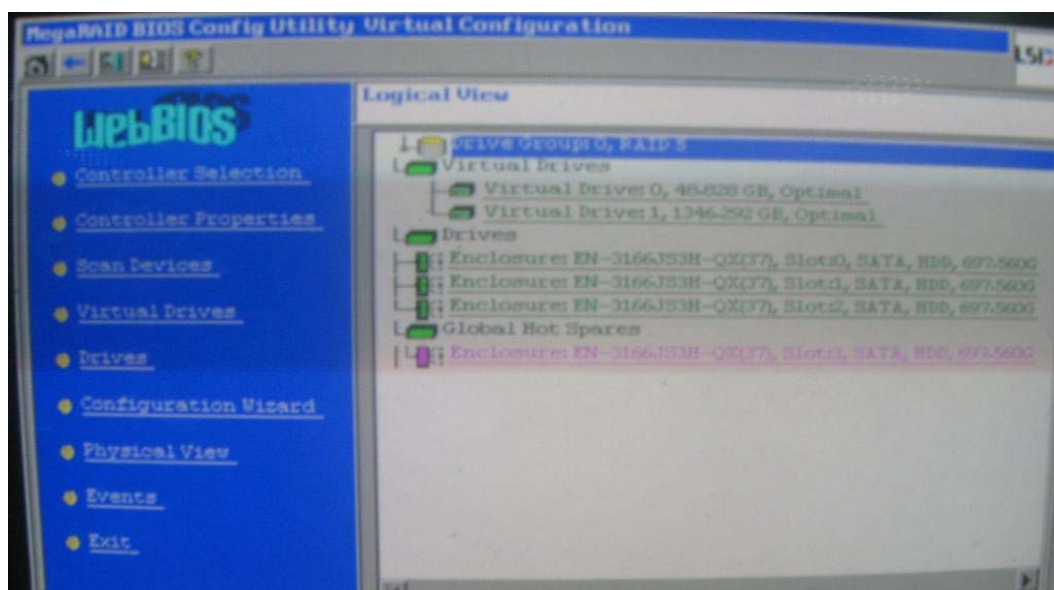 MegaRAID BIOS Config Utility Virtual Configuration
LSI
WebBIOS
Logical View
Controller Selection
Controller Properties
Scan Devices
Virtual Drives
Drives
Configuration Wizard
Physical View
Events
Exit
Drive Group: 0, RAID 5
Virtual Drives
Virtual Drive: 0, 48.828 GB, Optimal
Virtual Drive: 1, 1346.292 GB, Optimal
Drives
Enclosure: EN-3166JS3H-QX(37), Slot:0, SATA, HDD, 697.560G
Enclosure: EN-3166JS3H-QX(37), Slot:1, SATA, HDD, 697.560G
Enclosure: EN-3166JS3H-QX(37), Slot:2, SATA, HDD, 697.560G
Global Hot Spares
Enclosure: EN-3166JS3H-QX(37), Slot:3, SATA, HDD, 697.560G